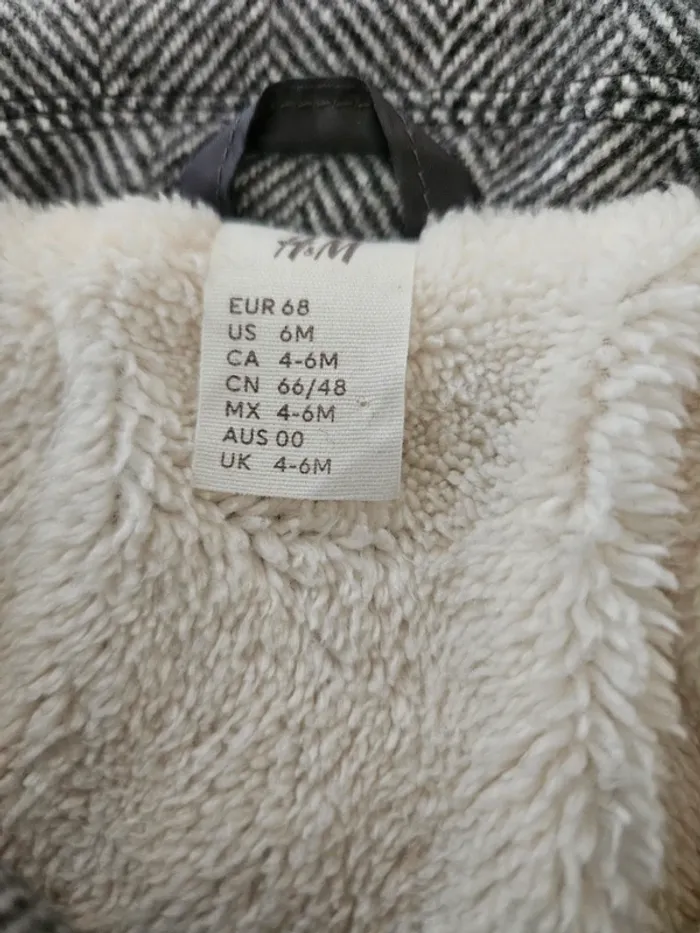 H&M
EUR 68
US 6M
CA 4-6M
CN 66/48
MX 4-6M
AUS 00
UK 4-6M